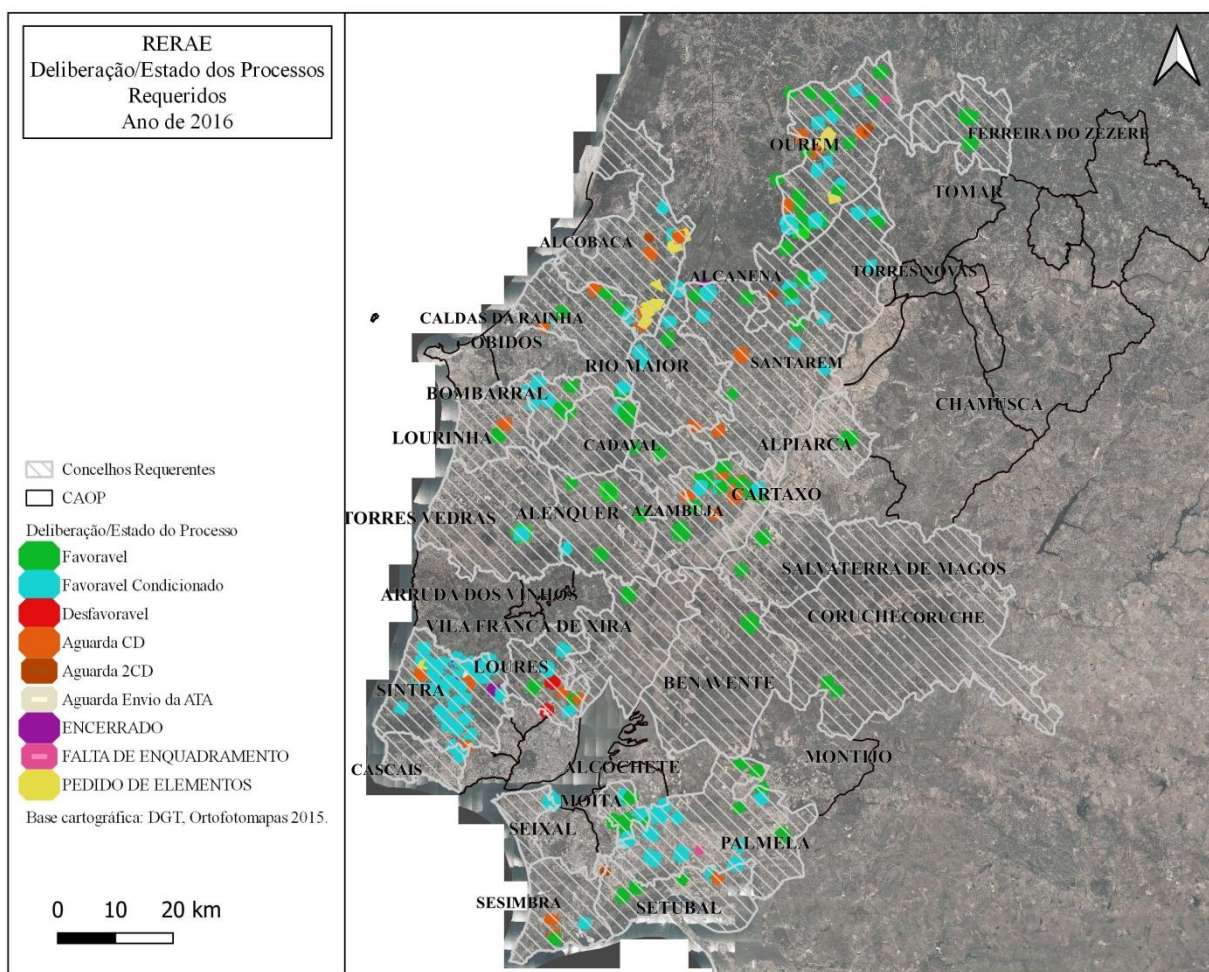 RERAE
Deliberação/Estado dos Processos
Requeridos
Ano de 2016
Concelhos Requerentes
CAOP
Deliberação/Estado do Processo
Favoravel
Favoravel Condicionado
Desfavoravel
Aguarda CD
Aguarda 2CD
Aguarda Envio da ATA
ENCERRADO
FALTA DE ENQUADRAMENTO
PEDIDO DE ELEMENTOS
Base cartográfica: DGT, Ortofotomapas 2015.
0 10 20 km
FERREIRA DO ZEZERE
OUREM
TOMAR
ALCOBACA
ALCANENA
TORRES NOVAS
CALDAS DA RAINHA
OBIDOS
RIO MAIOR
SANTAREM
BOMBARRAL
CHAMUSCA
LOURINHA
CADAVAL
ALPIARCA
CARTAXO
TORRES VEDRAS
ALENQUER
AZAMBUJA
SALVATERRA DE MAGOS
ARRUDA DOS VINHOS
CORUCHE
CORUCHE
VILA FRANCA DE XIRA
LOURES
SINTRA
BENAVENTE
MONTIJO
CASCAIS
ALCOCHETE
MOITA
SEIXAL
PALMELA
SESIMBRA
SETUBAL